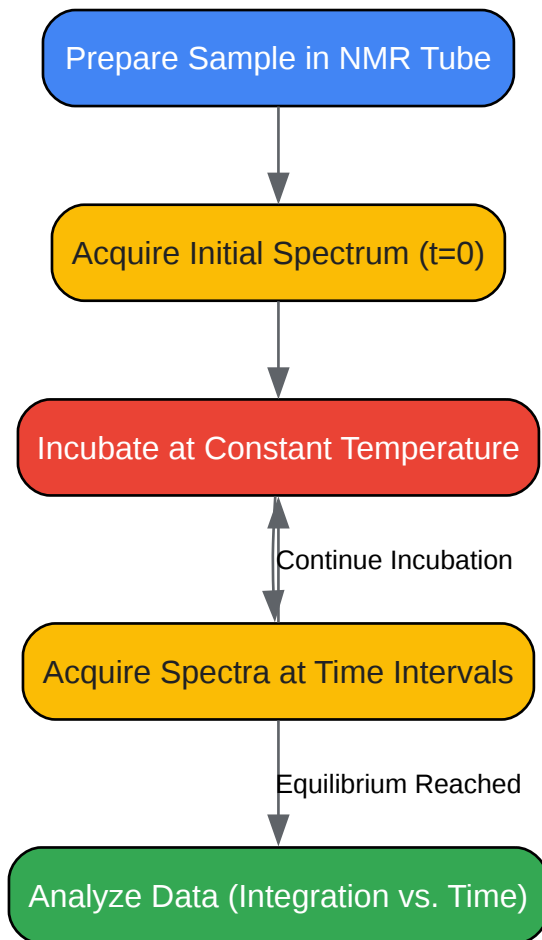 Prepare Sample in NMR Tube
Acquire Initial Spectrum (t=0)
Incubate at Constant Temperature
Continue Incubation
Acquire Spectra at Time Intervals
Equilibrium Reached
Analyze Data (Integration vs. Time)